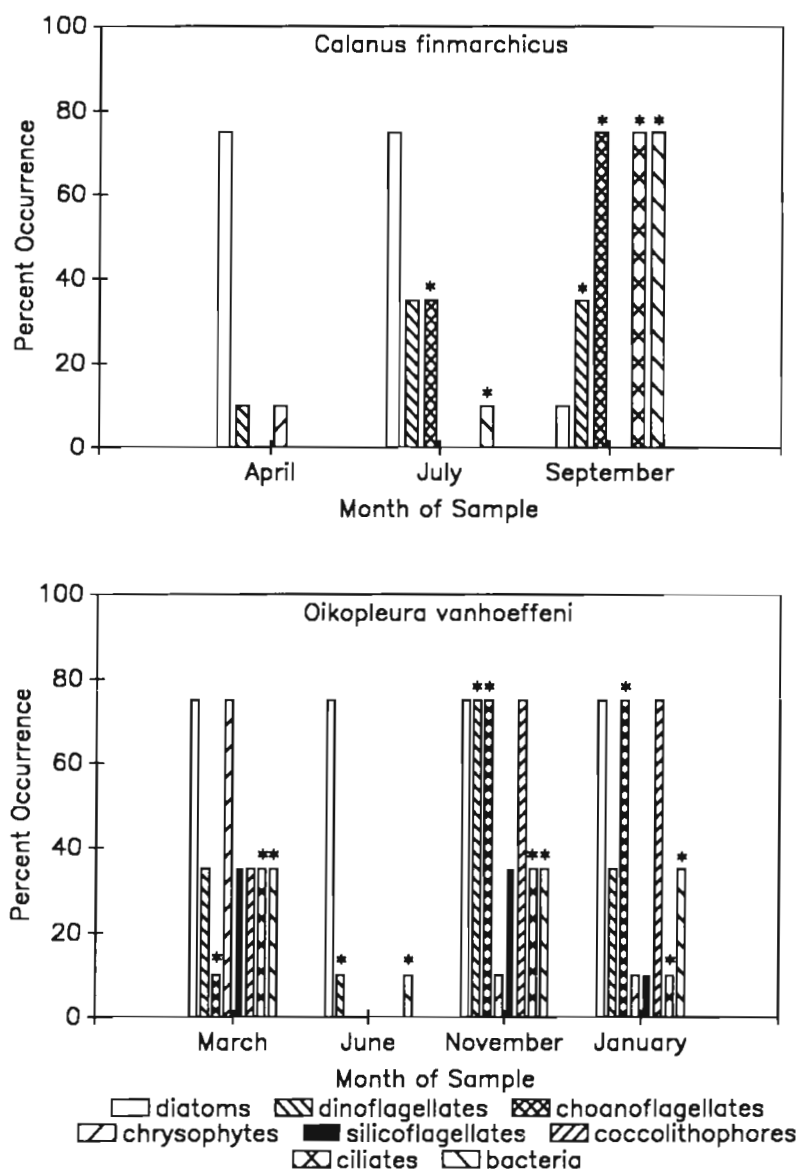 Calanus finmarchicus
Percent Occurrence
100
80
60
40
20
0
* * * * * *
April July September
Month of Sample
Oikopleura vanhoeffeni
Percent Occurrence
100
80
60
40
20
0
* * * * * * * * * * * *
March June November January
Month of Sample
diatoms dinoflagellates choanoflagellates
chrysophytes silicoflagellates coccolithophores
ciliates bacteria